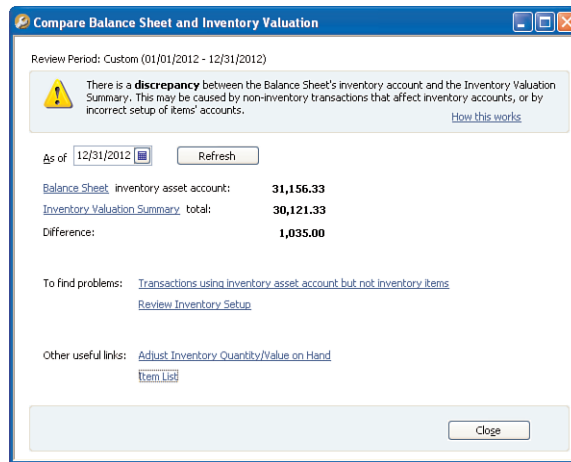 Compare Balance Sheet and Inventory Valuation
Review Period: Custom (01/01/2012 - 12/31/2012)
There is a discrepancy between the Balance Sheet's inventory account and the Inventory Valuation
Summary. This may be caused by non-inventory transactions that affect inventory accounts, or by
incorrect setup of items' accounts.
How this works
As of 12/31/2012 Refresh
Balance Sheet inventory asset account: 31,156.33
Inventory Valuation Summary total: 30,121.33
Difference: 1,035.00
To find problems: Transactions using inventory asset account but not inventory items
Review Inventory Setup
Other useful links: Adjust Inventory Quantity/Value on Hand
Item List
Close